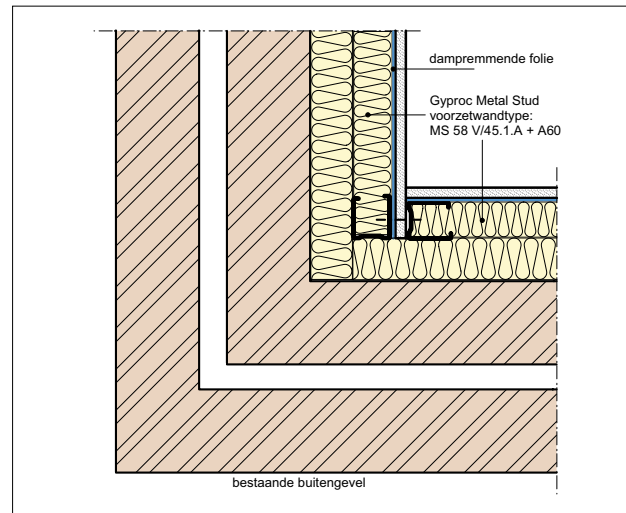 dampremmende folie
Gyproc Metal Stud
voorzetwandtype:
MS 58 V/45.1.A + A60
bestaande buitengevel